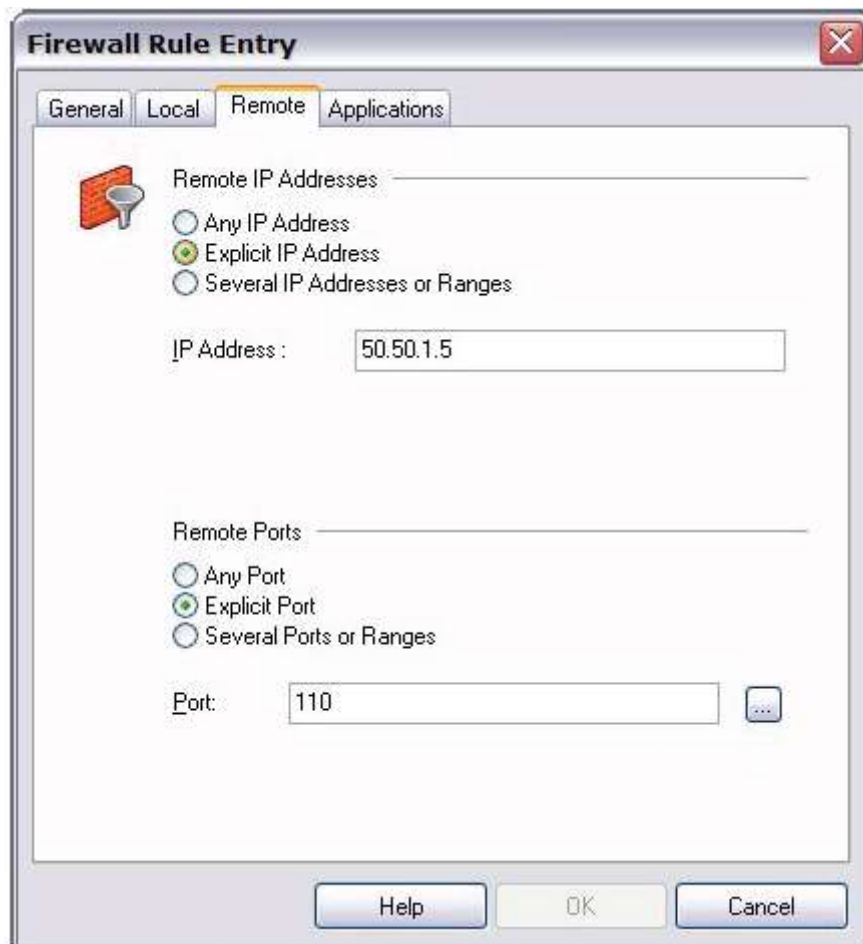 Firewall Rule Entry
General Local Remote Applications
Remote IP Addresses
Any IP Address
Explicit IP Address
Several IP Addresses or Ranges
IP Address :
50.50.1.5
Remote Ports
Any Port
Explicit Port
Several Ports or Ranges
Port:
110
...
Help OK Cancel